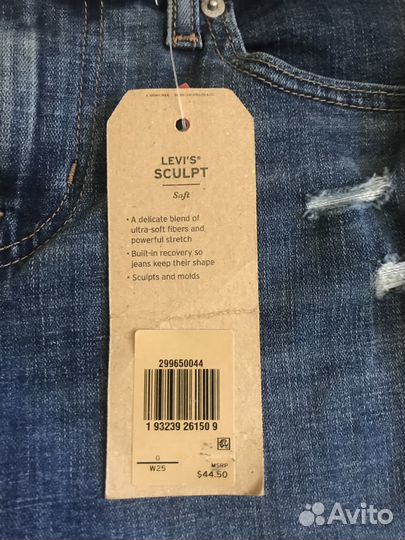 LEVI'S®
SCULPT
Soft
• A delicate blend of
ultra-soft fibers and
powerful stretch
• Built-in recovery so
jeans keep their shape
• Sculpts and molds
299650044
1 93239 26150 9
0
W25
MSRP
$44.50
Avito